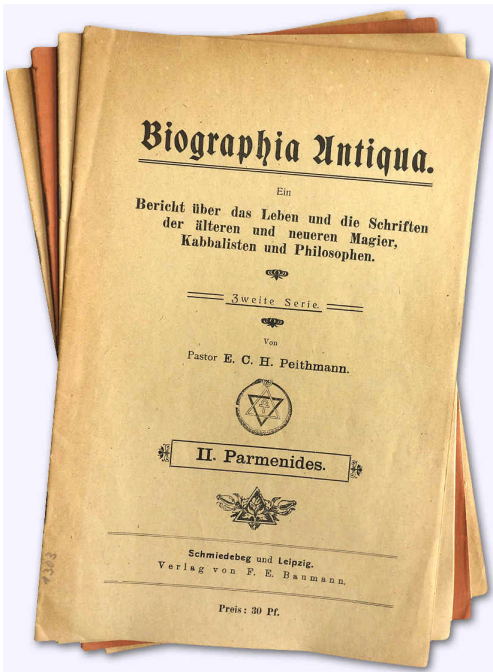 Biographia Antiqua.
Ein
Bericht über das Leben und die Schriften
der älteren und neueren Magier,
Kabbalisten und Philosophen.
Zweite Serie.
Von
Pastor E. C. H. Peithmann.
II. Parmenides.
Schmiedebeg und Leipzig.
Verlag von F. E. Baumann.
Preis: 30 Pf.